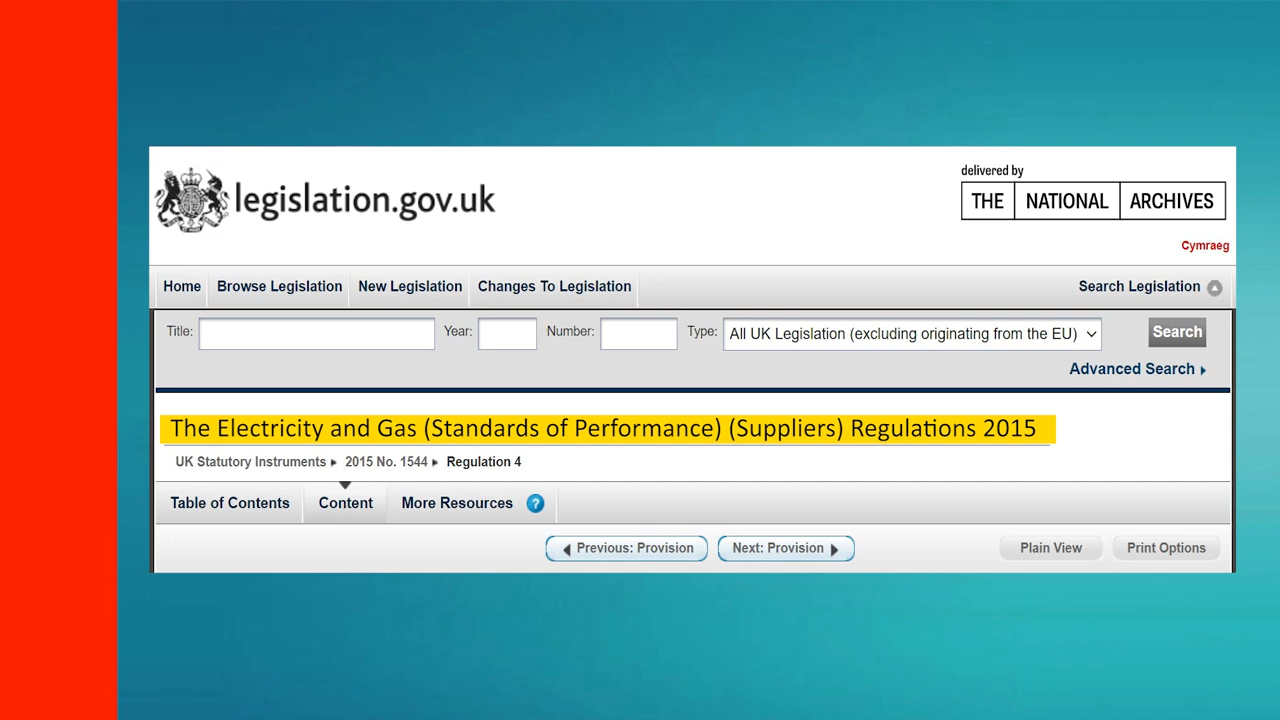 delivered by
legislation.gov.uk
THE NATIONAL ARCHIVES
Cymraeg
Home Browse Legislation New Legislation Changes To Legislation Search Legislation
Title: Year: Number: Type: All UK Legislation (excluding originating from the EU) Search
Advanced Search
The Electricity and Gas (Standards of Performance) (Suppliers) Regulations 2015
UK Statutory Instruments 2015 No. 1544 Regulation 4
Table of Contents Content More Resources ?
Previous: Provision Next: Provision Plain View Print Options